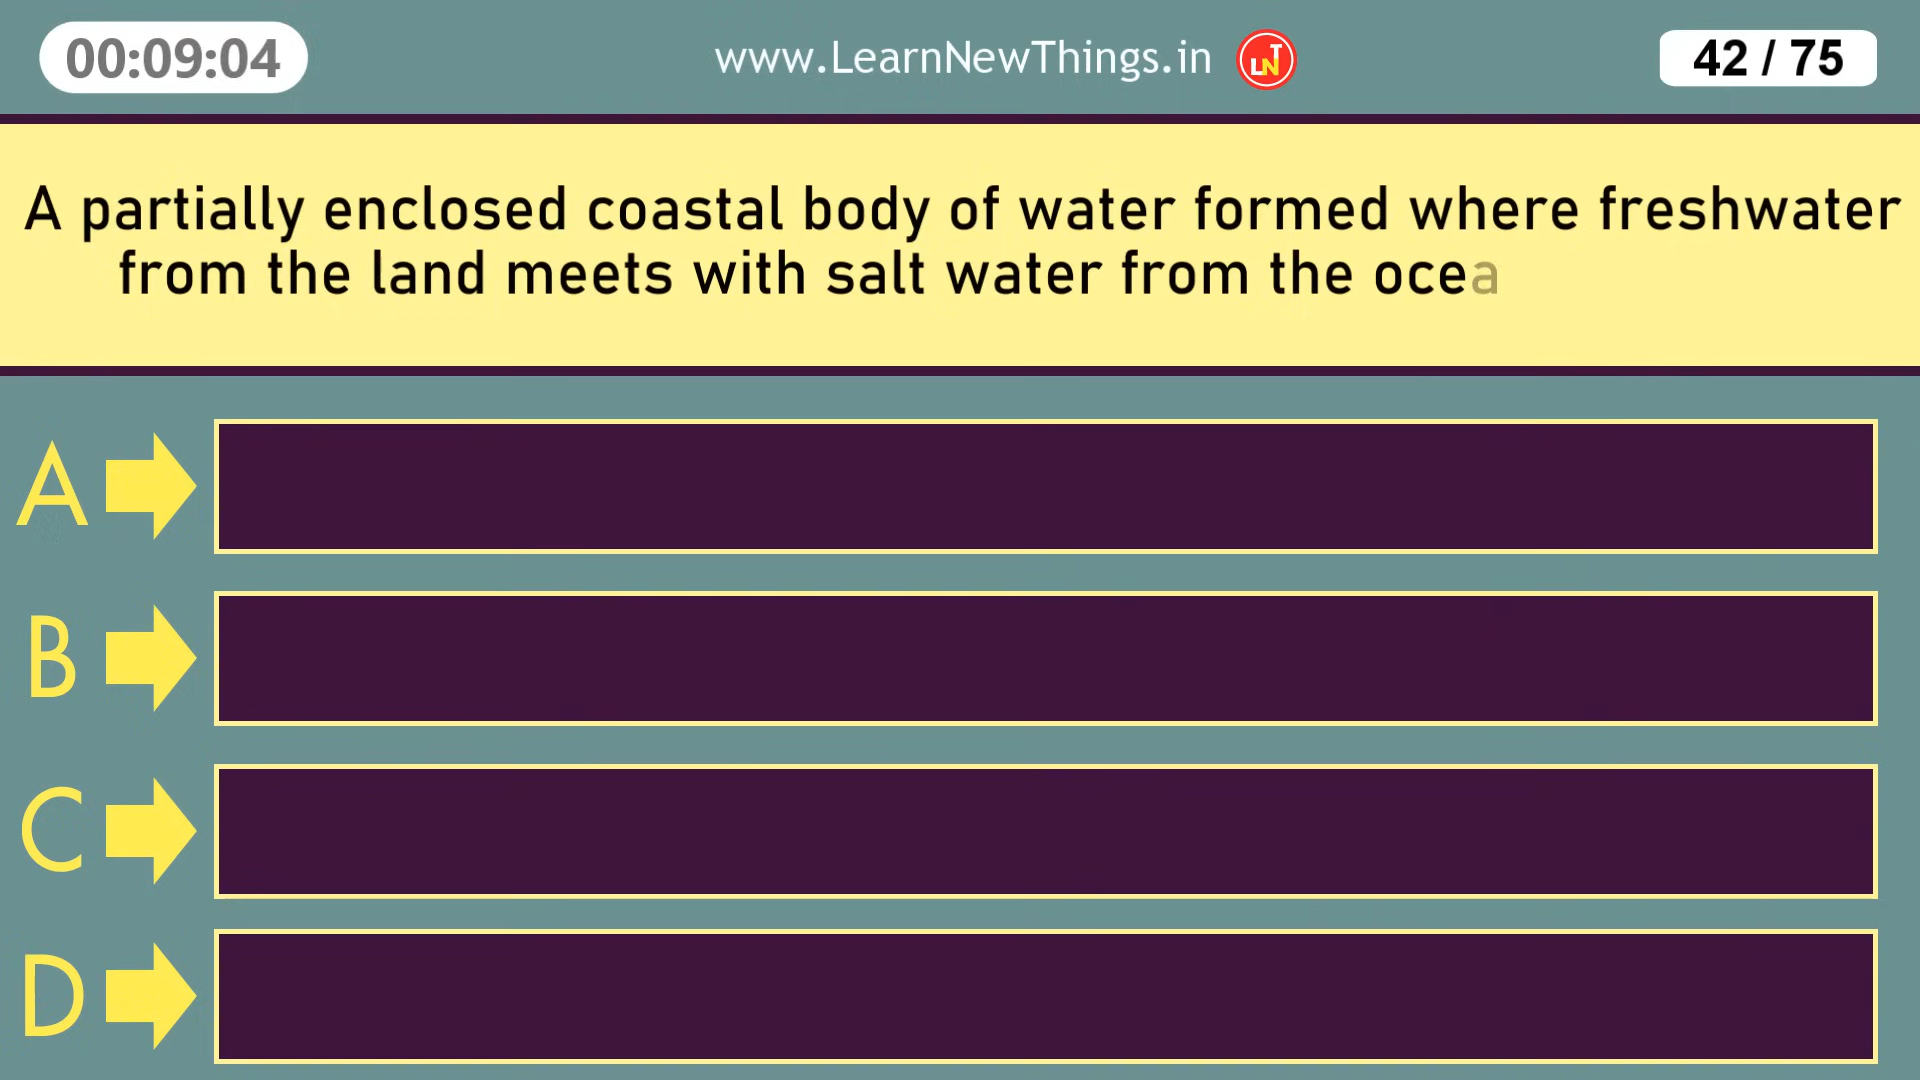 00:09:04
www.LearnNewThings.in
LNT
42 / 75
A partially enclosed coastal body of water formed where freshwater
from the land meets with salt water from the ocea
A
B
C
D